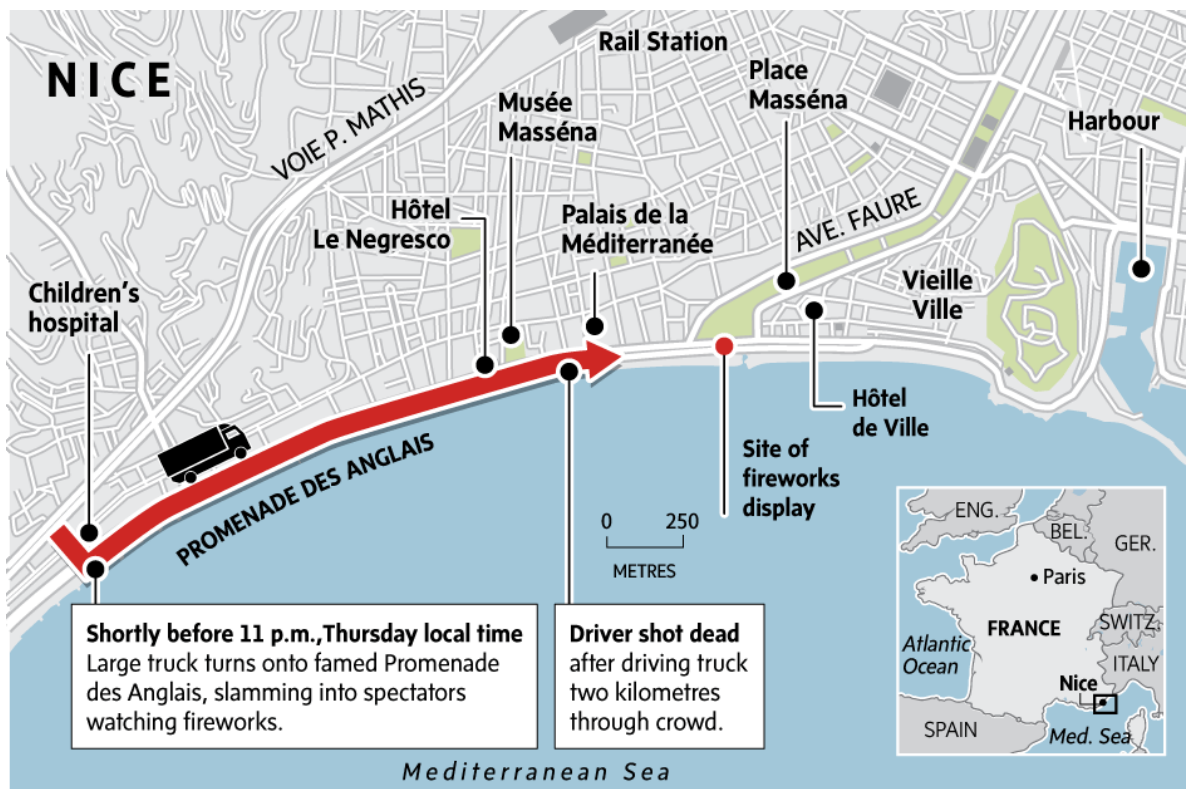 NICE
Rail Station
VOIE P. MATHIS
Musée
Masséna
Place
Masséna
Harbour
Hôtel
Le Negresco
Palais de la
Méditerranée
AVE. FAURE
Vieille
Ville
Children's
hospital
PROMENADE DES ANGLAIS
Site of
fireworks
display
Hôtel
de Ville
0 250
METRES
Shortly before 11 p.m.,Thursday local time
Large truck turns onto famed Promenade
des Anglais, slamming into spectators
watching fireworks.
Driver shot dead
after driving truck
two kilometres
through crowd.
Mediterranean Sea
ENG.
BEL.
GER.
Paris
FRANCE
SWITZ.
Atlantic
Ocean
ITALY
Nice
SPAIN
Med. Sea